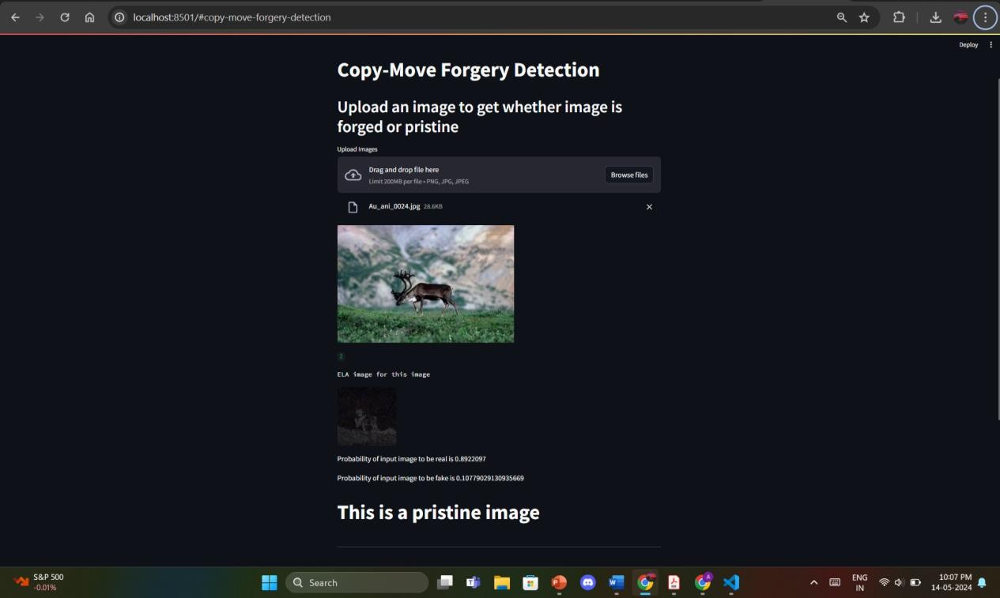 localhost:8501/#copy-move-forgery-detection
Deploy
Copy-Move Forgery Detection
Upload an image to get whether image is
forged or pristine
Upload Images
Drag and drop file here
Limit 200MB per file • PNG, JPG, JPEG
Browse files
Au_ani_0024.jpg 28.6KB
2
ELA image for this image
Probability of input image to be real is 0.8922097
Probability of input image to be fake is 0.10779029130935669
This is a pristine image
S&P 500
-0.01%
Search
ENG
IN
10:07 PM
14-05-2024